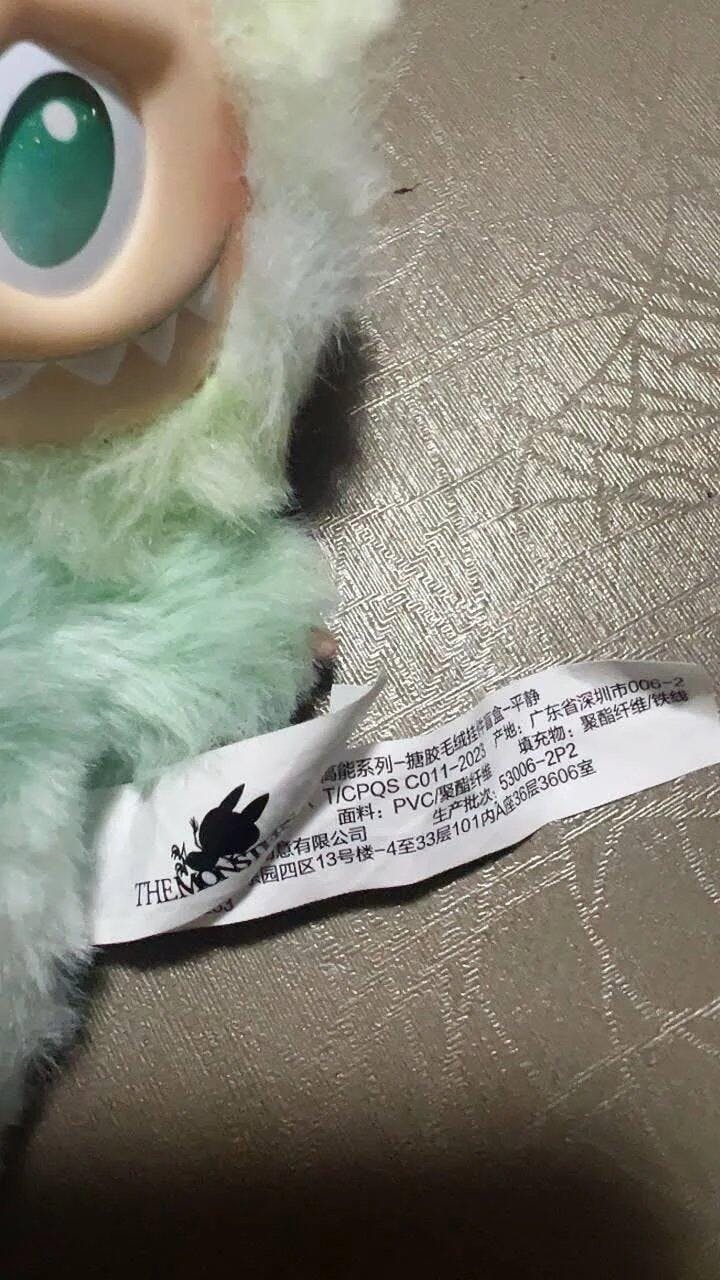 THE MONST
高能系列-搪胶毛绒挂件盲盒-平静
T/CPQS C011-2023 产地: 广东省深圳市006-2
面料: PVC/聚酯纤维 填充物: 聚酯纤维/铁线
息有限公司 生产批次: 53006-2P2
园四区13号楼-4至33层101内A座36层3606室